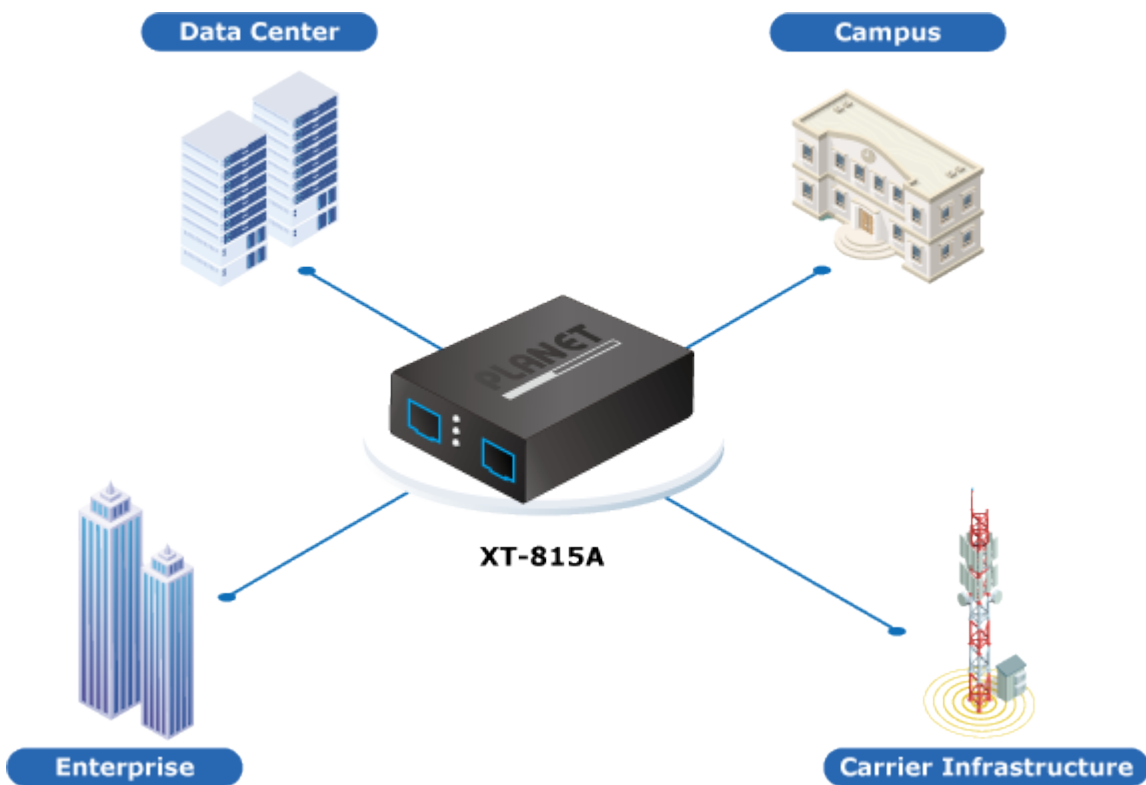 Data Center
Campus
PLANET
XT-815A
Enterprise
Carrier Infrastructure